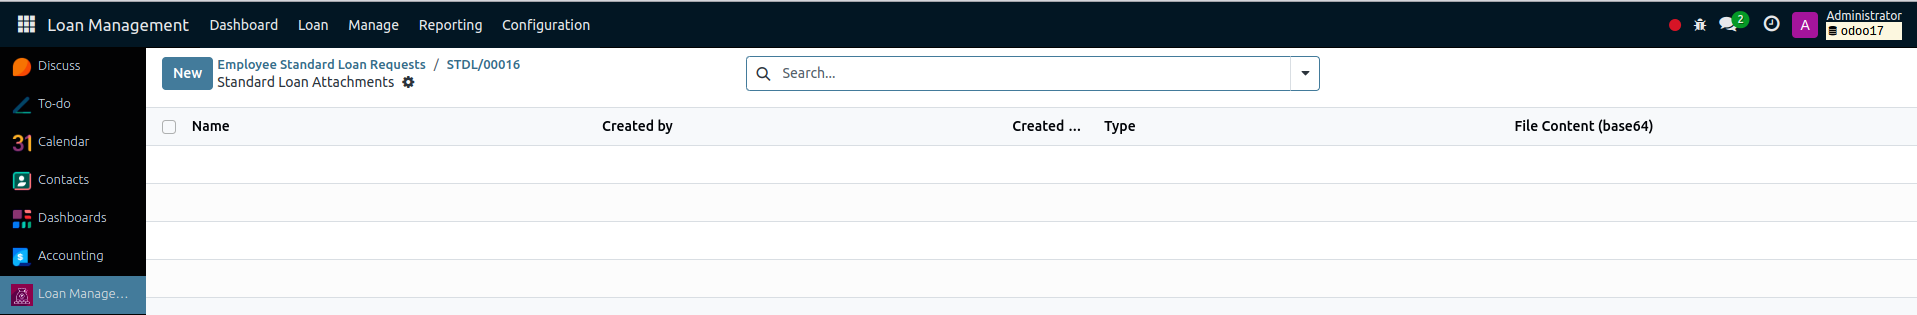 Loan Management Dashboard Loan Manage Reporting Configuration 2 A Administrator
odoo17
Discuss
To-do
31 Calendar
Contacts
Dashboards
$ Accounting
Loan Manage...
New Employee Standard Loan Requests / STDL/00016
Standard Loan Attachments
Search...
Name Created by Created ... Type File Content (base64)